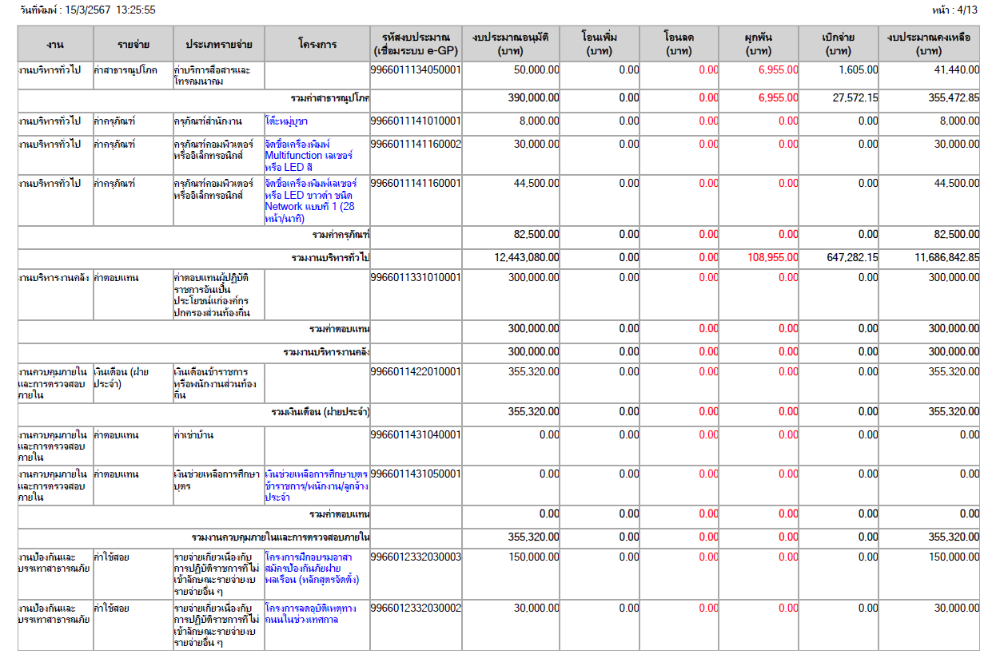 วันที่พิมพ์ : 15/3/2567 13:25:55
หน้า : 4/13
งาน รายจ่าย ประเภทรายจ่าย โครงการ รหัสงบประมาณ (เชื่อมระบบ e-GP) งบประมาณอนุมัติ (บาท) โอนเพิ่ม (บาท) โอนลด (บาท) ผูกพัน (บาท) เบิกจ่าย (บาท) งบประมาณคงเหลือ (บาท)
งานบริหารทั่วไป ค่าสาธารณูปโภค ค่าบริการสื่อสารและ 9966011134050001 50,000.00 0.00 0.00 6,955.00 1,605.00 41,440.00
โทรคมนาคม
รวมค่าสาธารณูปโภค 390,000.00 0.00 0.00 6,955.00 27,572.15 355,472.85
งานบริหารทั่วไป ค่าครุภัณฑ์ ครุภัณฑ์สำนักงาน โต๊ะหมู่บูชา 9966011141010001 8,000.00 0.00 0.00 0.00 0.00 8,000.00
งานบริหารทั่วไป ค่าครุภัณฑ์ ครุภัณฑ์คอมพิวเตอร์ จัดซื้อเครื่องพิมพ์ 9966011141160002 30,000.00 0.00 0.00 0.00 0.00 30,000.00
หรืออิเล็กทรอนิกส์ Multifunction เลเซอร์
หรือ LED สี
งานบริหารทั่วไป ค่าครุภัณฑ์ ครุภัณฑ์คอมพิวเตอร์ จัดซื้อเครื่องพิมพ์เลเซอร์ 9966011141160001 44,500.00 0.00 0.00 0.00 0.00 44,500.00
หรืออิเล็กทรอนิกส์ หรือ LED ขาวดำ ชนิด
Network แบบที่ 1 (28
หน้า/นาที)
รวมค่าครุภัณฑ์ 82,500.00 0.00 0.00 0.00 0.00 82,500.00
รวมงานบริหารทั่วไป 12,443,080.00 0.00 0.00 108,955.00 647,282.15 11,686,842.85
งานบริหารงานคลัง ค่าตอบแทน ค่าตอบแทนผู้ปฏิบัติ 9966011331010001 300,000.00 0.00 0.00 0.00 0.00 300,000.00
ราชการอันเป็น
ประโยชน์แก่องค์กร
ปกครองส่วนท้องถิ่น
รวมค่าตอบแทน 300,000.00 0.00 0.00 0.00 0.00 300,000.00
รวมงานบริหารงานคลัง 300,000.00 0.00 0.00 0.00 0.00 300,000.00
งานควบคุมภายใน เงินเดือน (ฝ่าย เงินเดือนข้าราชการ 9966011422010001 355,320.00 0.00 0.00 0.00 0.00 355,320.00
และการตรวจสอบ ประจำ) หรือพนักงานส่วนท้อง
ภายใน ถิ่น
รวมเงินเดือน (ฝ่ายประจำ) 355,320.00 0.00 0.00 0.00 0.00 355,320.00
งานควบคุมภายใน ค่าตอบแทน ค่าเช่าบ้าน 9966011431040001 0.00 0.00 0.00 0.00 0.00 0.00
และการตรวจสอบ
ภายใน
งานควบคุมภายใน ค่าตอบแทน เงินช่วยเหลือการศึกษา เงินช่วยเหลือการศึกษาบุตร 9966011431050001 0.00 0.00 0.00 0.00 0.00 0.00
และการตรวจสอบ บุตร ข้าราชการ/พนักงาน/ลูกจ้าง
ภายใน ประจำ
รวมค่าตอบแทน 0.00 0.00 0.00 0.00 0.00 0.00
รวมงานควบคุมภายในและการตรวจสอบภายใน 355,320.00 0.00 0.00 0.00 0.00 355,320.00
งานป้องกันและ ค่าใช้สอย รายจ่ายเกี่ยวเนื่องกับ โครงการฝึกอบรมอาสา 9966012332030003 150,000.00 0.00 0.00 0.00 0.00 150,000.00
บรรเทาสาธารณภัย การปฏิบัติราชการที่ไม่ สมัครป้องกันภัยฝ่าย
เข้าลักษณะรายจ่ายงบ พลเรือน (หลักสูตรจัดตั้ง)
รายจ่ายอื่น ๆ
งานป้องกันและ ค่าใช้สอย รายจ่ายเกี่ยวเนื่องกับ โครงการลดอุบัติเหตุทาง 9966012332030002 30,000.00 0.00 0.00 0.00 0.00 30,000.00
บรรเทาสาธารณภัย การปฏิบัติราชการที่ไม่ ถนนในช่วงเทศกาล
เข้าลักษณะรายจ่ายงบ
รายจ่ายอื่น ๆ